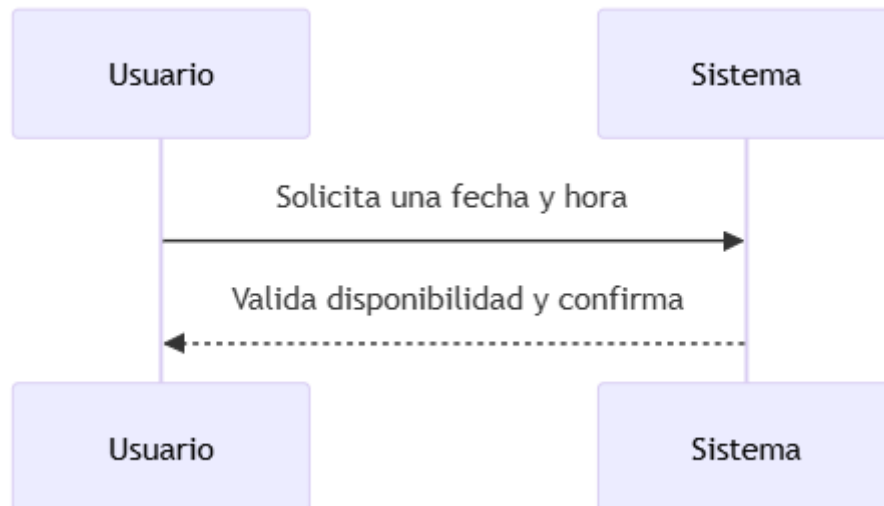 Usuario
Sistema
Solicita una fecha y hora
Valida disponibilidad y confirma
Usuario
Sistema